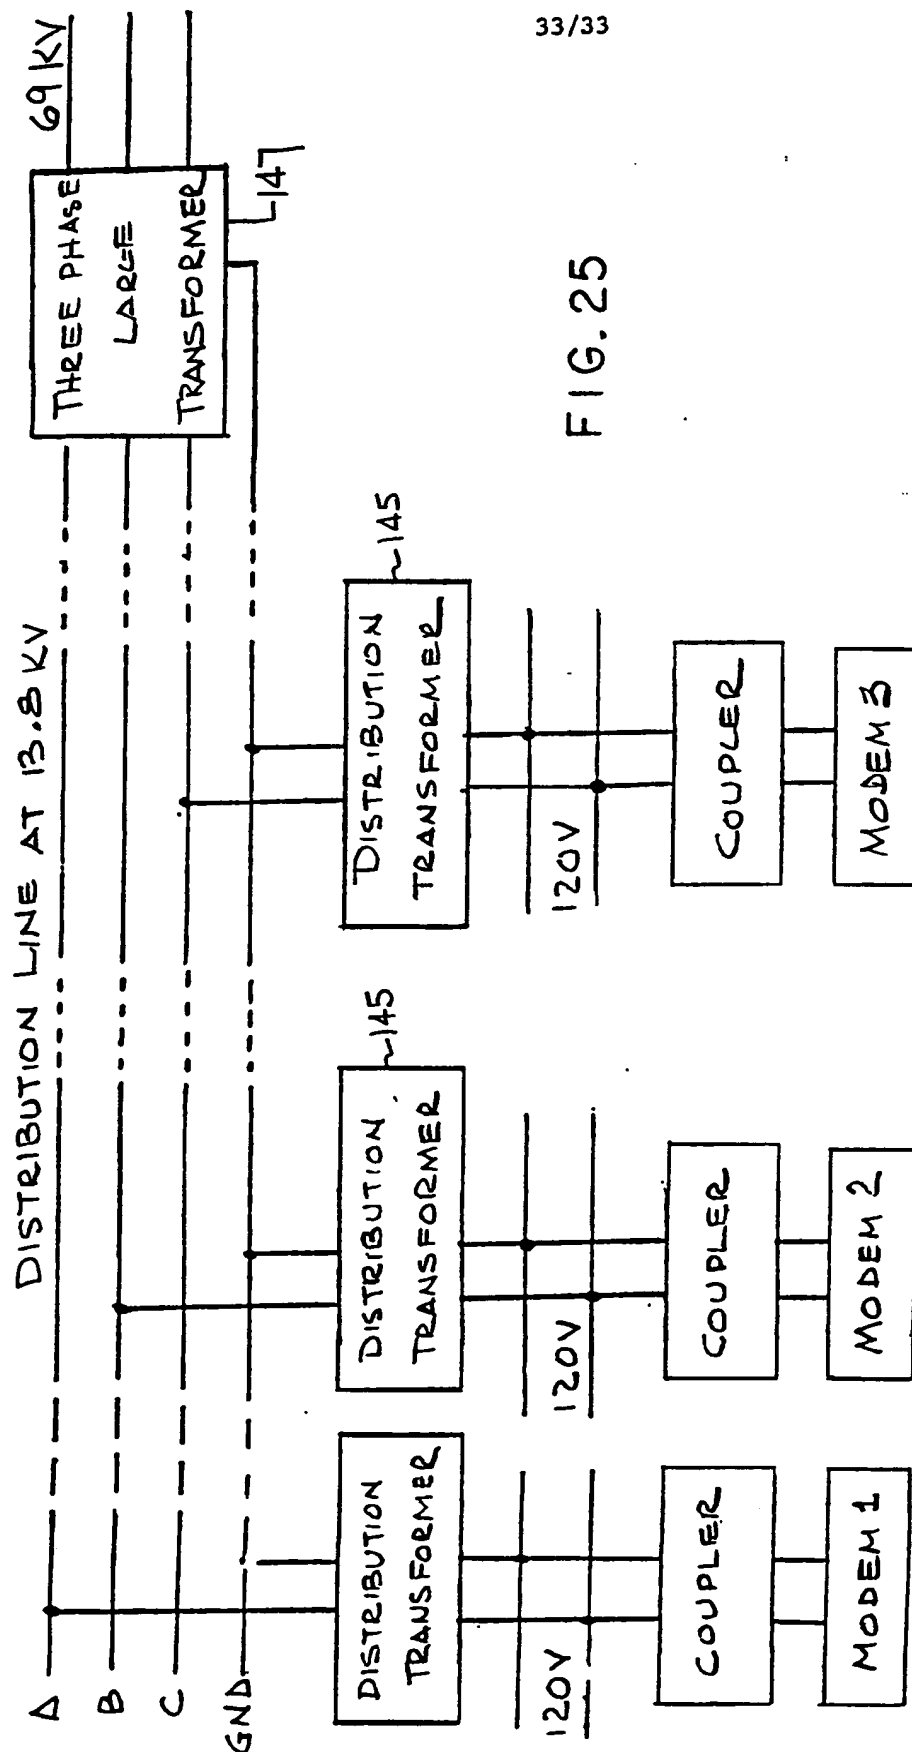 33/33
DISTRIBUTION LINE AT 13.8 KV
69 KV
A
B
C
GND
THREE PHASE
LARGE
TRANSFORMER
147
DISTRIBUTION
TRANSFORMER
DISTRIBUTION
TRANSFORMER
145
DISTRIBUTION
TRANSFORMER
145
120V
120V
120V
COUPLER
COUPLER
COUPLER
MODEM 1
MODEM 2
MODEM 3
FIG. 25